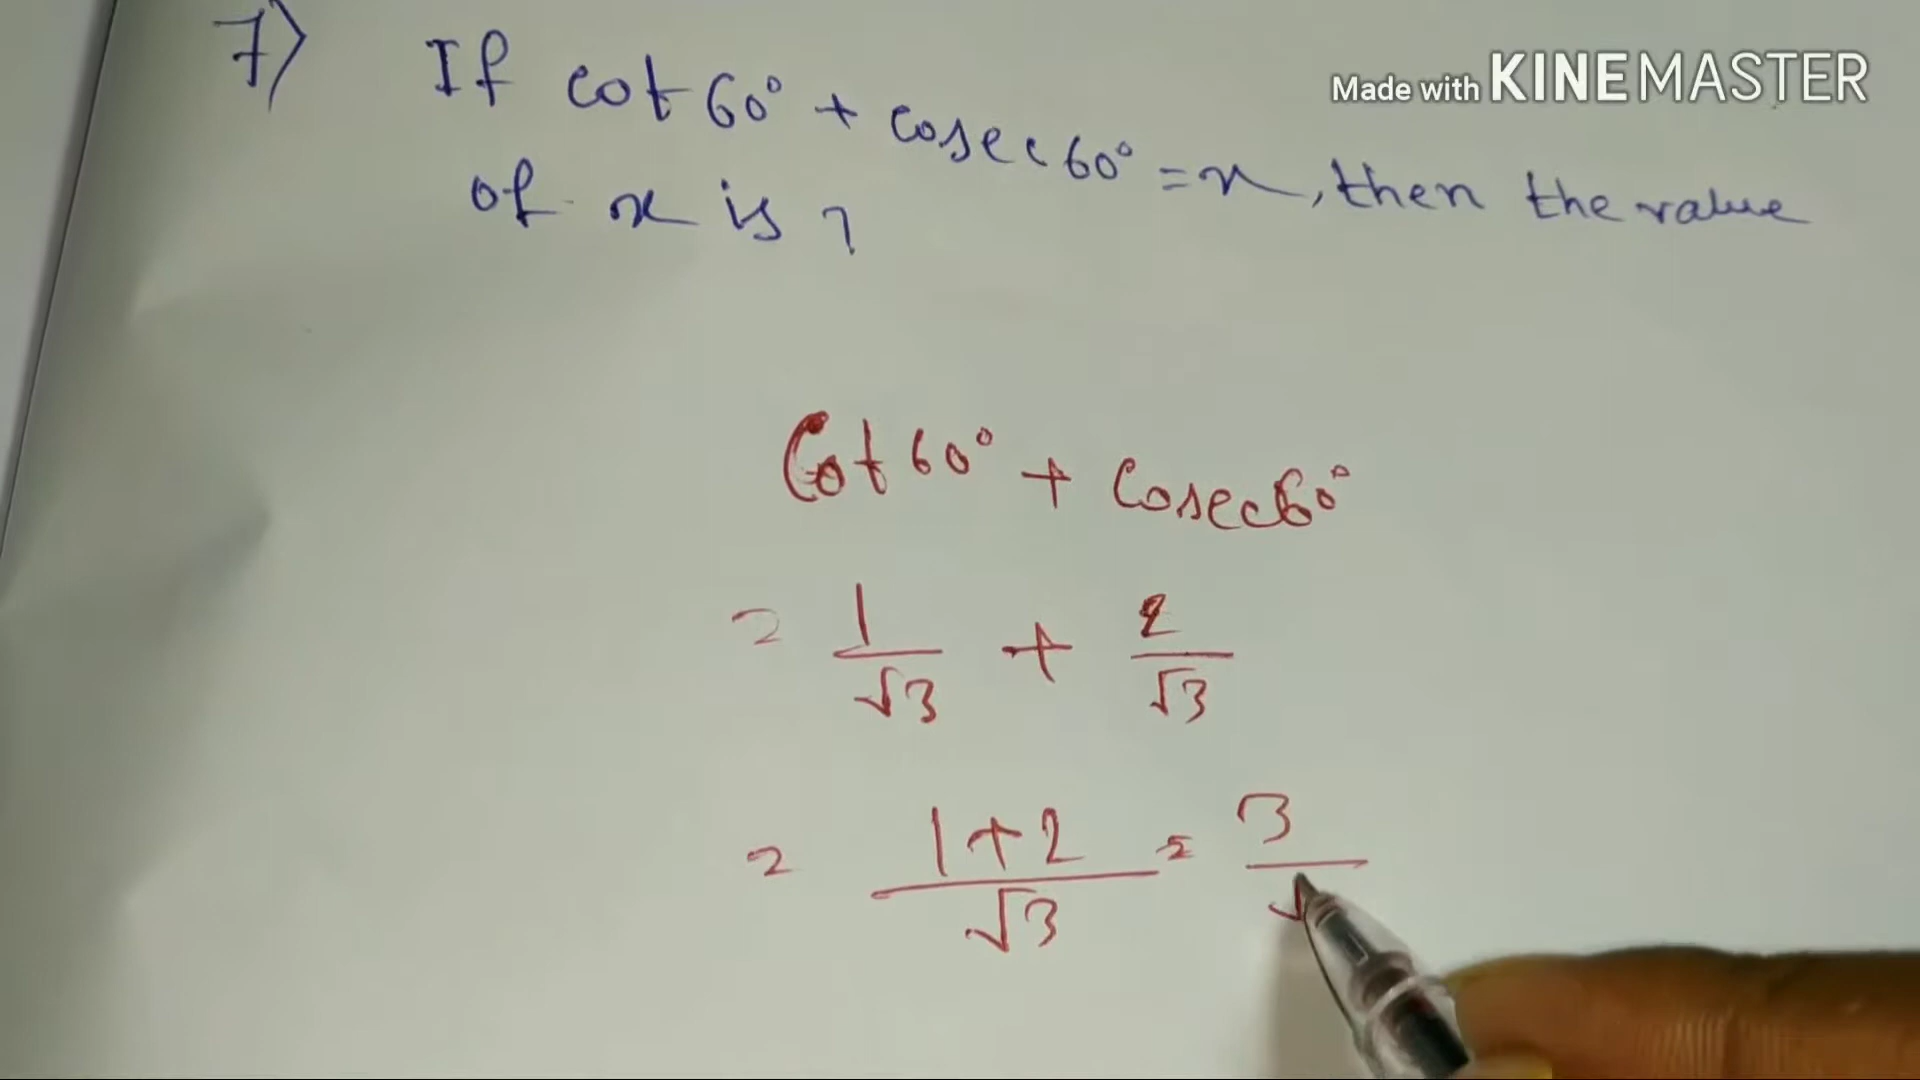 Made with KINEMASTER
7) If cot 60° + cosec 60° = x, then the value
of x is ?
Cot 60° + Cosec 60°
= 1/√3 + 2/√3
= (1+2)/√3 = 3/√